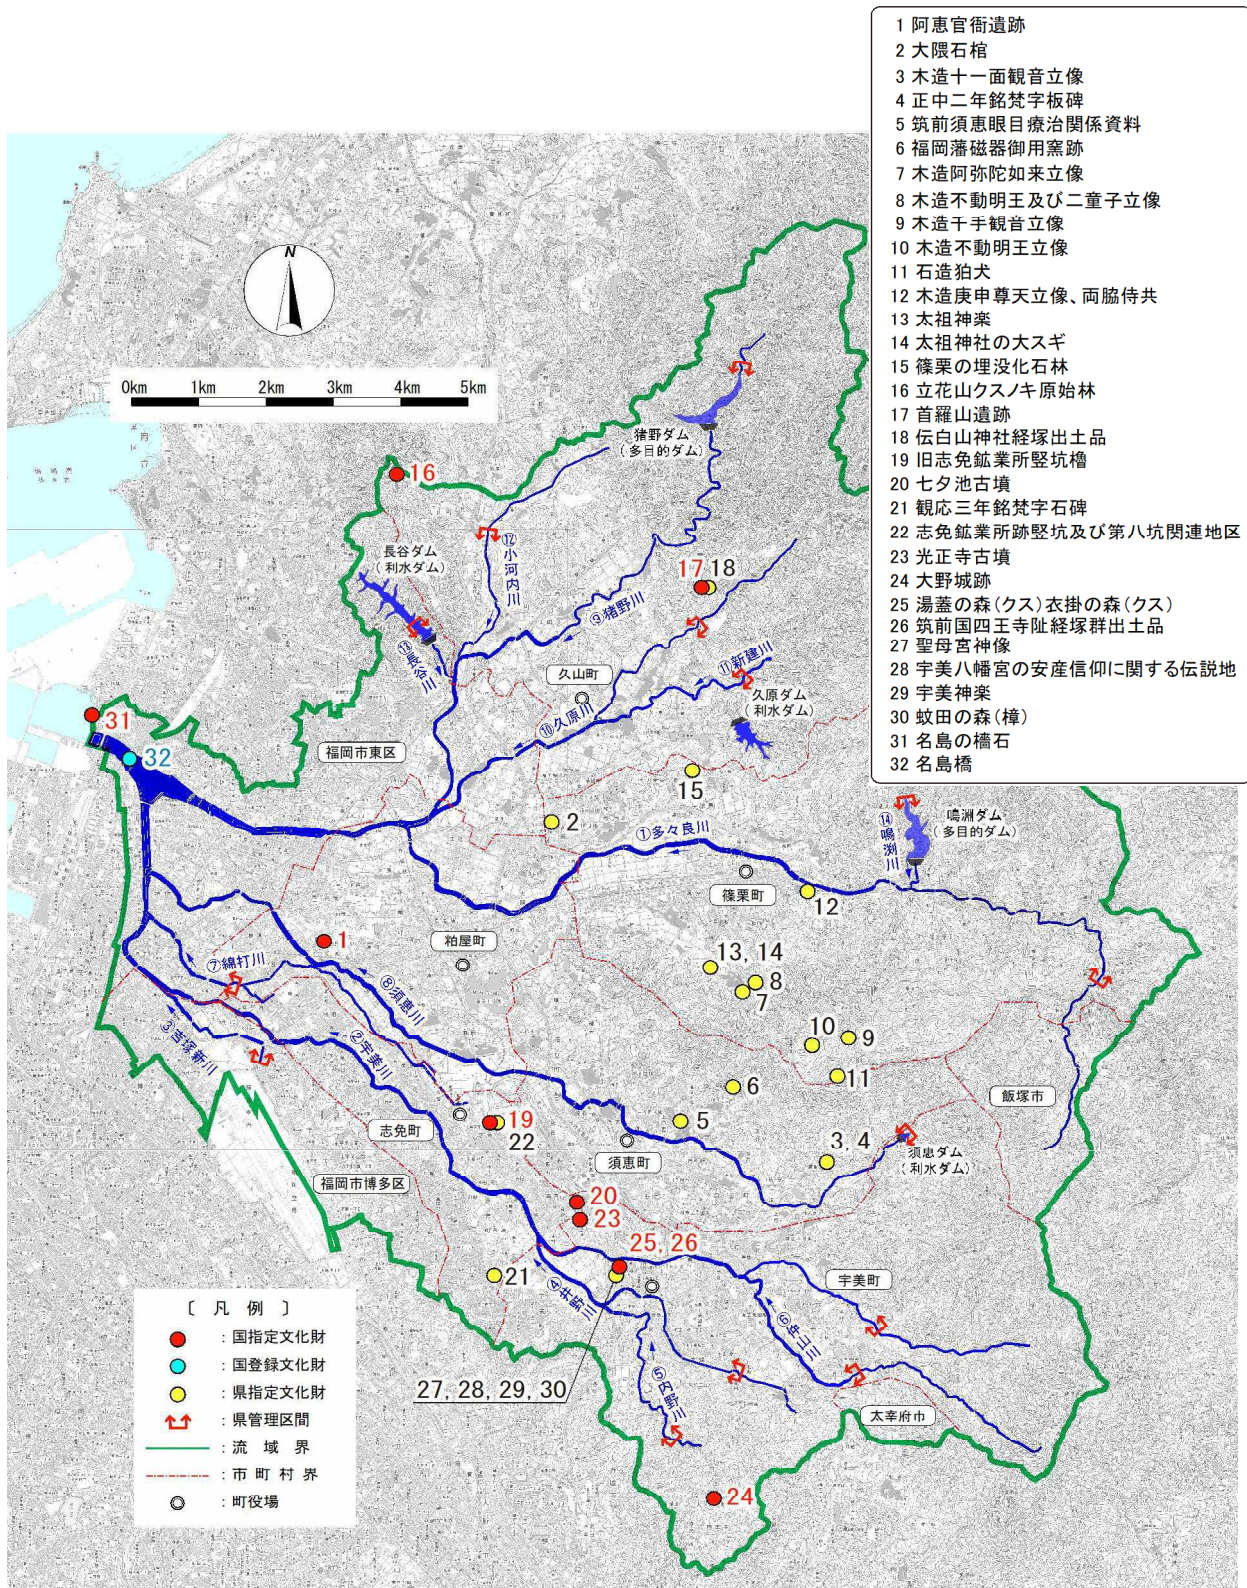 1 阿恵官衙遺跡
2 大隈石棺
3 木造十一面観音立像
4 正中二年銘梵字板碑
5 筑前須恵眼目療治関係資料
6 福岡藩磁器御用窯跡
7 木造阿弥陀如来立像
8 木造不動明王及び二童子立像
9 木造千手観音立像
10 木造不動明王立像
11 石造狛犬
12 木造庚申尊天立像、両脇侍共
13 太祖神楽
14 太祖神社の大スギ
15 篠栗の埋没化石林
16 立花山クスノキ原始林
17 首羅山遺跡
18 伝白山神社経塚出土品
19 旧志免鉱業所竪坑櫓
20 七夕池古墳
21 観応三年銘梵字石碑
22 志免鉱業所跡竪坑及び第八坑関連地区
23 光正寺古墳
24 大野城跡
25 湯蓋の森(クス)衣掛の森(クス)
26 筑前国四王寺阯経塚群出土品
27 聖母宮神像
28 宇美八幡宮の安産信仰に関する伝説地
29 宇美神楽
30 蚊田の森(樟)
31 名島の檣石
32 名島橋
N
0km 1km 2km 3km 4km 5km
猪野ダム
(多目的ダム)
16
⑫小河内川
長谷ダム
(利水ダム)
17 18
⑨猪野川
⑬長谷川
⑪新建川
久山町
久原ダム
(利水ダム)
31
⑩久原川
福岡市東区
32
15
鳴淵ダム
(多目的ダム)
⑭鳴淵川
2
①多々良川
篠栗町
12
1
粕屋町
⑦綿打川
13, 14
8
7
⑧須恵川
10
9
③吉塚新川
②宇美川
11
6
飯塚市
19
22
5
志免町
須恵町
3, 4
須恵ダム
(利水ダム)
福岡市博多区
20
23
25, 26
21
④井野川
宇美町
⑥仲山川
27, 28, 29, 30
⑤内野川
太宰府市
24
〔 凡 例 〕
:国指定文化財
:国登録文化財
:県指定文化財
:県管理区間
:流 域 界
:市 町 村 界
:町役場